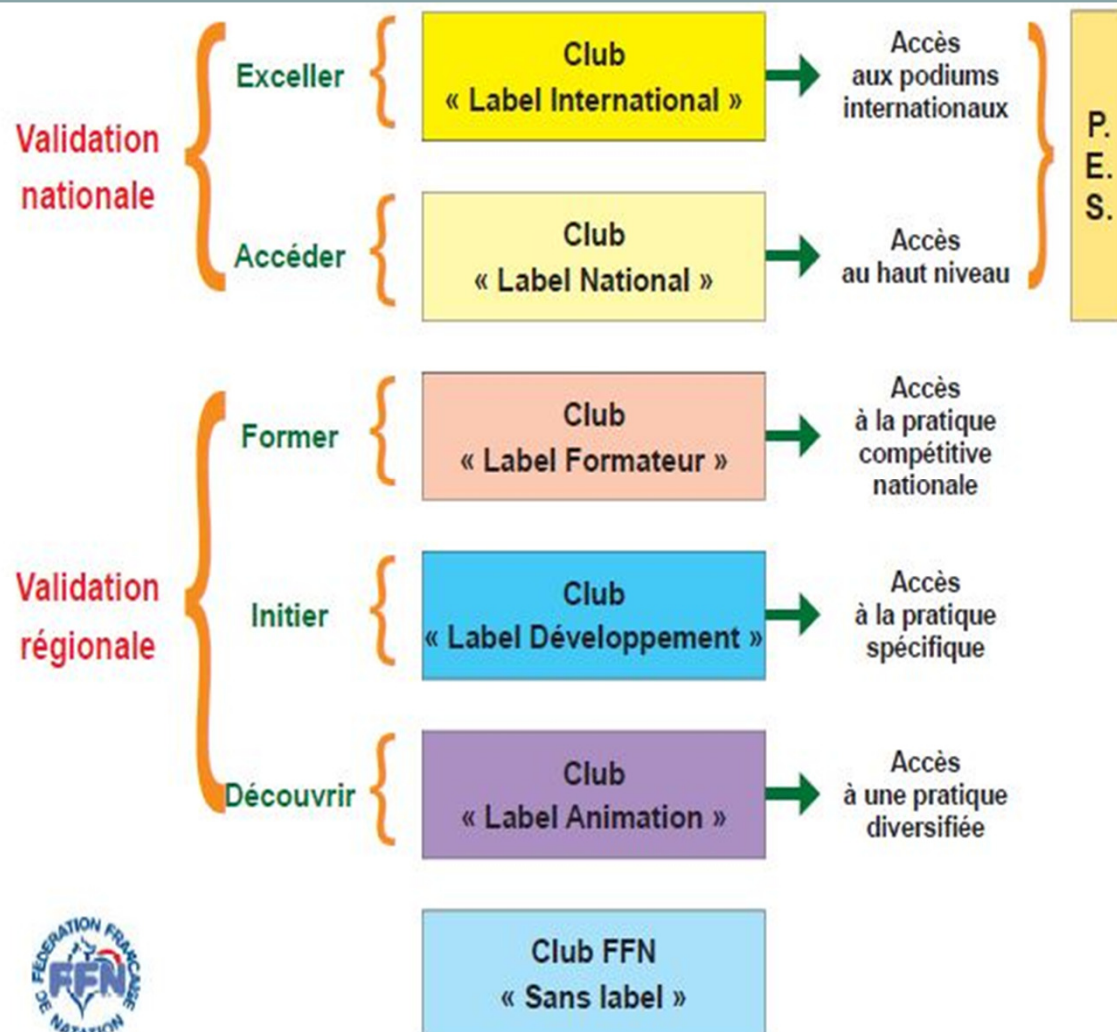 Validation
nationale
Exceller
Club
« Label International »
Accès
aux podiums
internationaux
Accéder
Club
« Label National »
Accès
au haut niveau
P.
E.
S.
Validation
régionale
Former
Club
« Label Formateur »
Accès
à la pratique
compétitive
nationale
Initier
Club
« Label Développement »
Accès
à la pratique
spécifique
Découvrir
Club
« Label Animation »
Accès
à une pratique
diversifiée
Club FFN
« Sans label »
FÉDÉRATION FRANÇAISE
FFN
DE NATATION